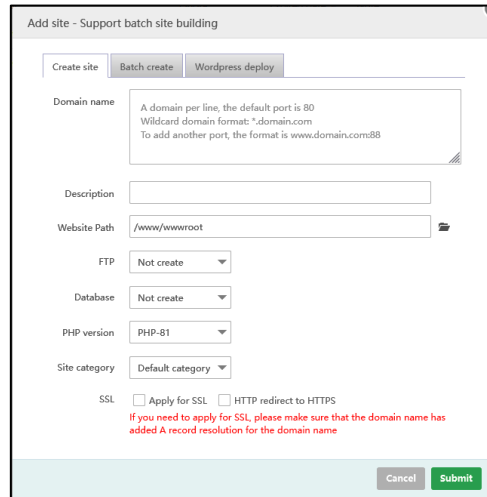 Add site - Support batch site building
Create site
Batch create
Wordpress deploy
Domain name
A domain per line, the default port is 80
Wildcard domain format: *.domain.com
To add another port, the format is www.domain.com:88
Description
Website Path
/www/wwwroot
FTP
Not create
Database
Not create
PHP version
PHP-81
Site category
Default category
SSL
Apply for SSL
HTTP redirect to HTTPS
If you need to apply for SSL, please make sure that the domain name has
added A record resolution for the domain name
Cancel
Submit